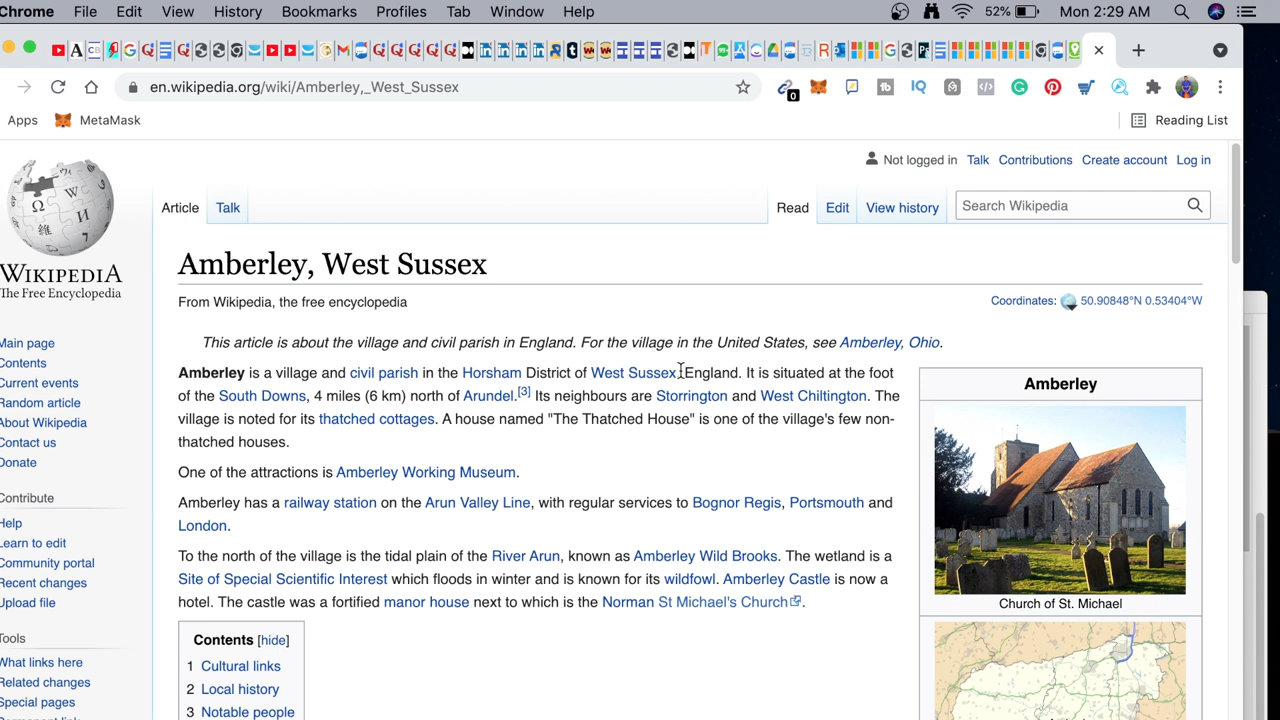 Chrome File Edit View History Bookmarks Profiles Tab Window Help 52% Mon 2:29 AM
en.wikipedia.org/wiki/Amberley,_West_Sussex 0
Apps MetaMask Reading List
Not logged in Talk Contributions Create account Log in
Article Talk Read Edit View history Search Wikipedia
WIKIPEDIA
The Free Encyclopedia
Main page
Contents
Current events
Random article
About Wikipedia
Contact us
Donate
Contribute
Help
Learn to edit
Community portal
Recent changes
Upload file
Tools
What links here
Related changes
Special pages
Amberley, West Sussex
From Wikipedia, the free encyclopedia
Coordinates: 50.90848°N 0.53404°W
This article is about the village and civil parish in England. For the village in the United States, see Amberley, Ohio.
Amberley is a village and civil parish in the Horsham District of West Sussex England. It is situated at the foot
of the South Downs, 4 miles (6 km) north of Arundel.[3] Its neighbours are Storrington and West Chiltington. The
village is noted for its thatched cottages. A house named "The Thatched House" is one of the village's few non-
thatched houses.
One of the attractions is Amberley Working Museum.
Amberley has a railway station on the Arun Valley Line, with regular services to Bognor Regis, Portsmouth and
London.
To the north of the village is the tidal plain of the River Arun, known as Amberley Wild Brooks. The wetland is a
Site of Special Scientific Interest which floods in winter and is known for its wildfowl. Amberley Castle is now a
hotel. The castle was a fortified manor house next to which is the Norman St Michael's Church.
Contents [hide]
1 Cultural links
2 Local history
3 Notable people
Amberley
Church of St. Michael